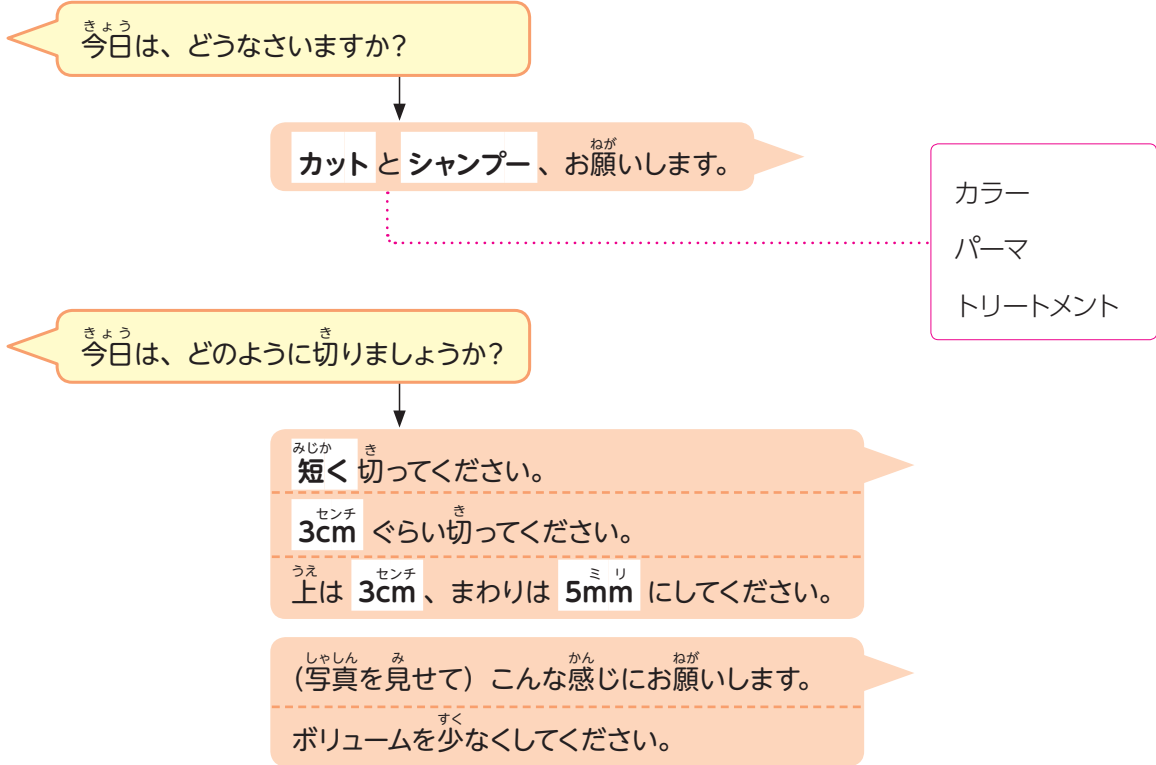 今日は、どうなさいますか？
カットとシャンプー、お願いします。
カラー
パーマ
トリートメント
今日は、どのように切りましょうか？
短く切ってください。
3cmぐらい切ってください。
上は3cm、まわりは5mmにしてください。
（写真を見せて）こんな感じにお願いします。
ボリュームを少なくしてください。